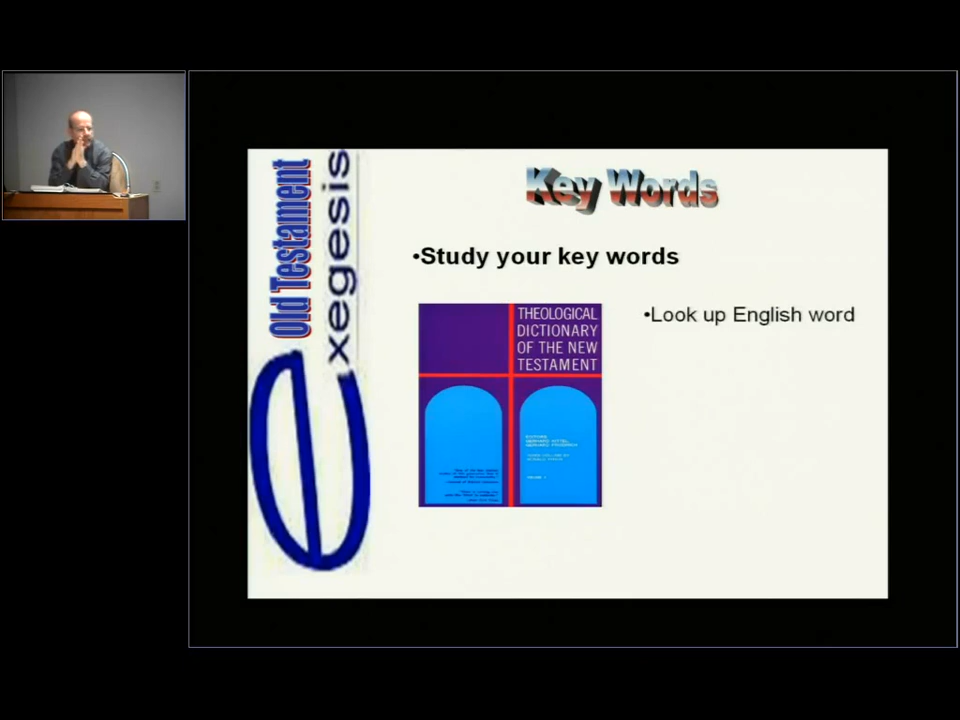 Old Testament
exegesis
Key Words
•Study your key words
THEOLOGICAL
DICTIONARY
OF THE NEW
TESTAMENT
•Look up English word